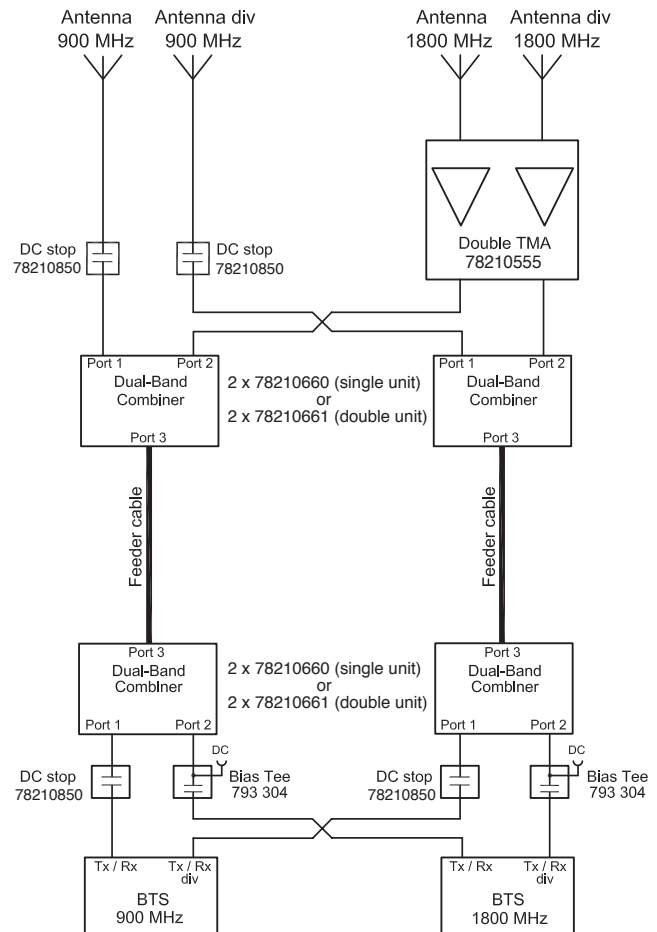 Antenna
900 MHz
Antenna div
900 MHz
Antenna
1800 MHz
Antenna div
1800 MHz
Double TMA
78210555
DC stop
78210850
DC stop
78210850
Port 1
Port 2
Dual-Band
Combiner
Port 3
2 x 78210660 (single unit)
or
2 x 78210661 (double unit)
Port 1
Port 2
Dual-Band
Combiner
Port 3
Feeder cable
Feeder cable
Port 3
Dual-Band
Combiner
Port 1
Port 2
2 x 78210660 (single unit)
or
2 x 78210661 (double unit)
Port 3
Dual-Band
Combiner
Port 1
Port 2
DC stop
78210850
DC
Bias Tee
793 304
DC stop
78210850
DC
Bias Tee
793 304
Tx / Rx
Tx / Rx
div
BTS
900 MHz
Tx / Rx
Tx / Rx
div
BTS
1800 MHz